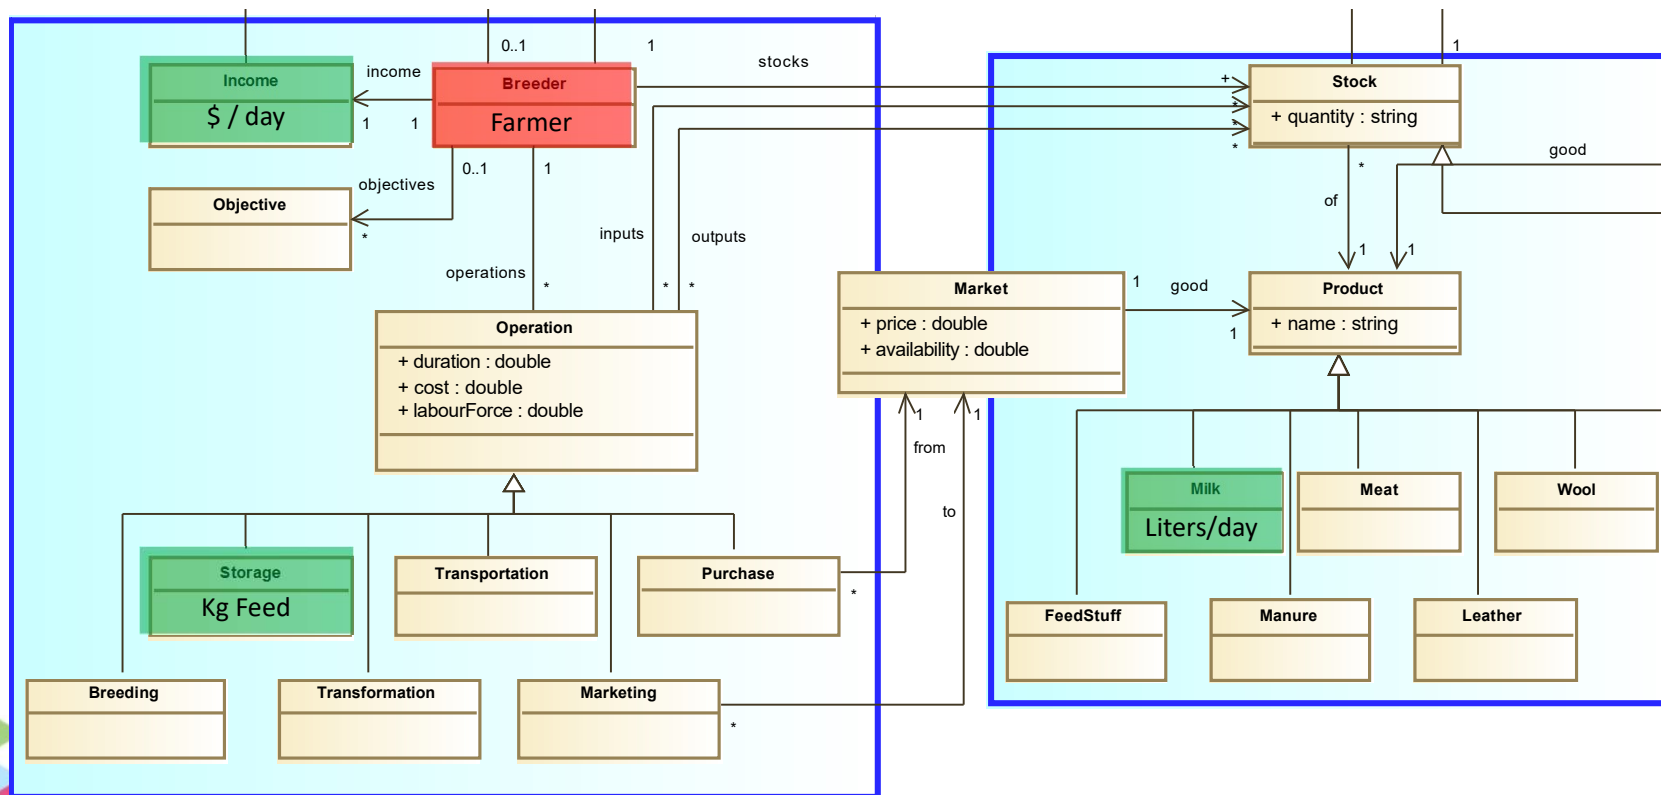 0..1
1
1
stocks
Income
income
Breeder
+
Stock
$ / day
1
1
Farmer
*
*
*
+ quantity : string
objectives
0..1
1
*
good
Objective
*
inputs
outputs
of
operations
*
*
*
1
1
Market
1
good
Product
Operation
+ price : double
1
+ name : string
+ duration : double
+ availability : double
+ cost : double
+ labourForce : double
1
1
from
to
Milk
Meat
Wool
Liters/day
Storage
Transportation
Purchase
Kg Feed
*
FeedStuff
Manure
Leather
Breeding
Transformation
Marketing
*